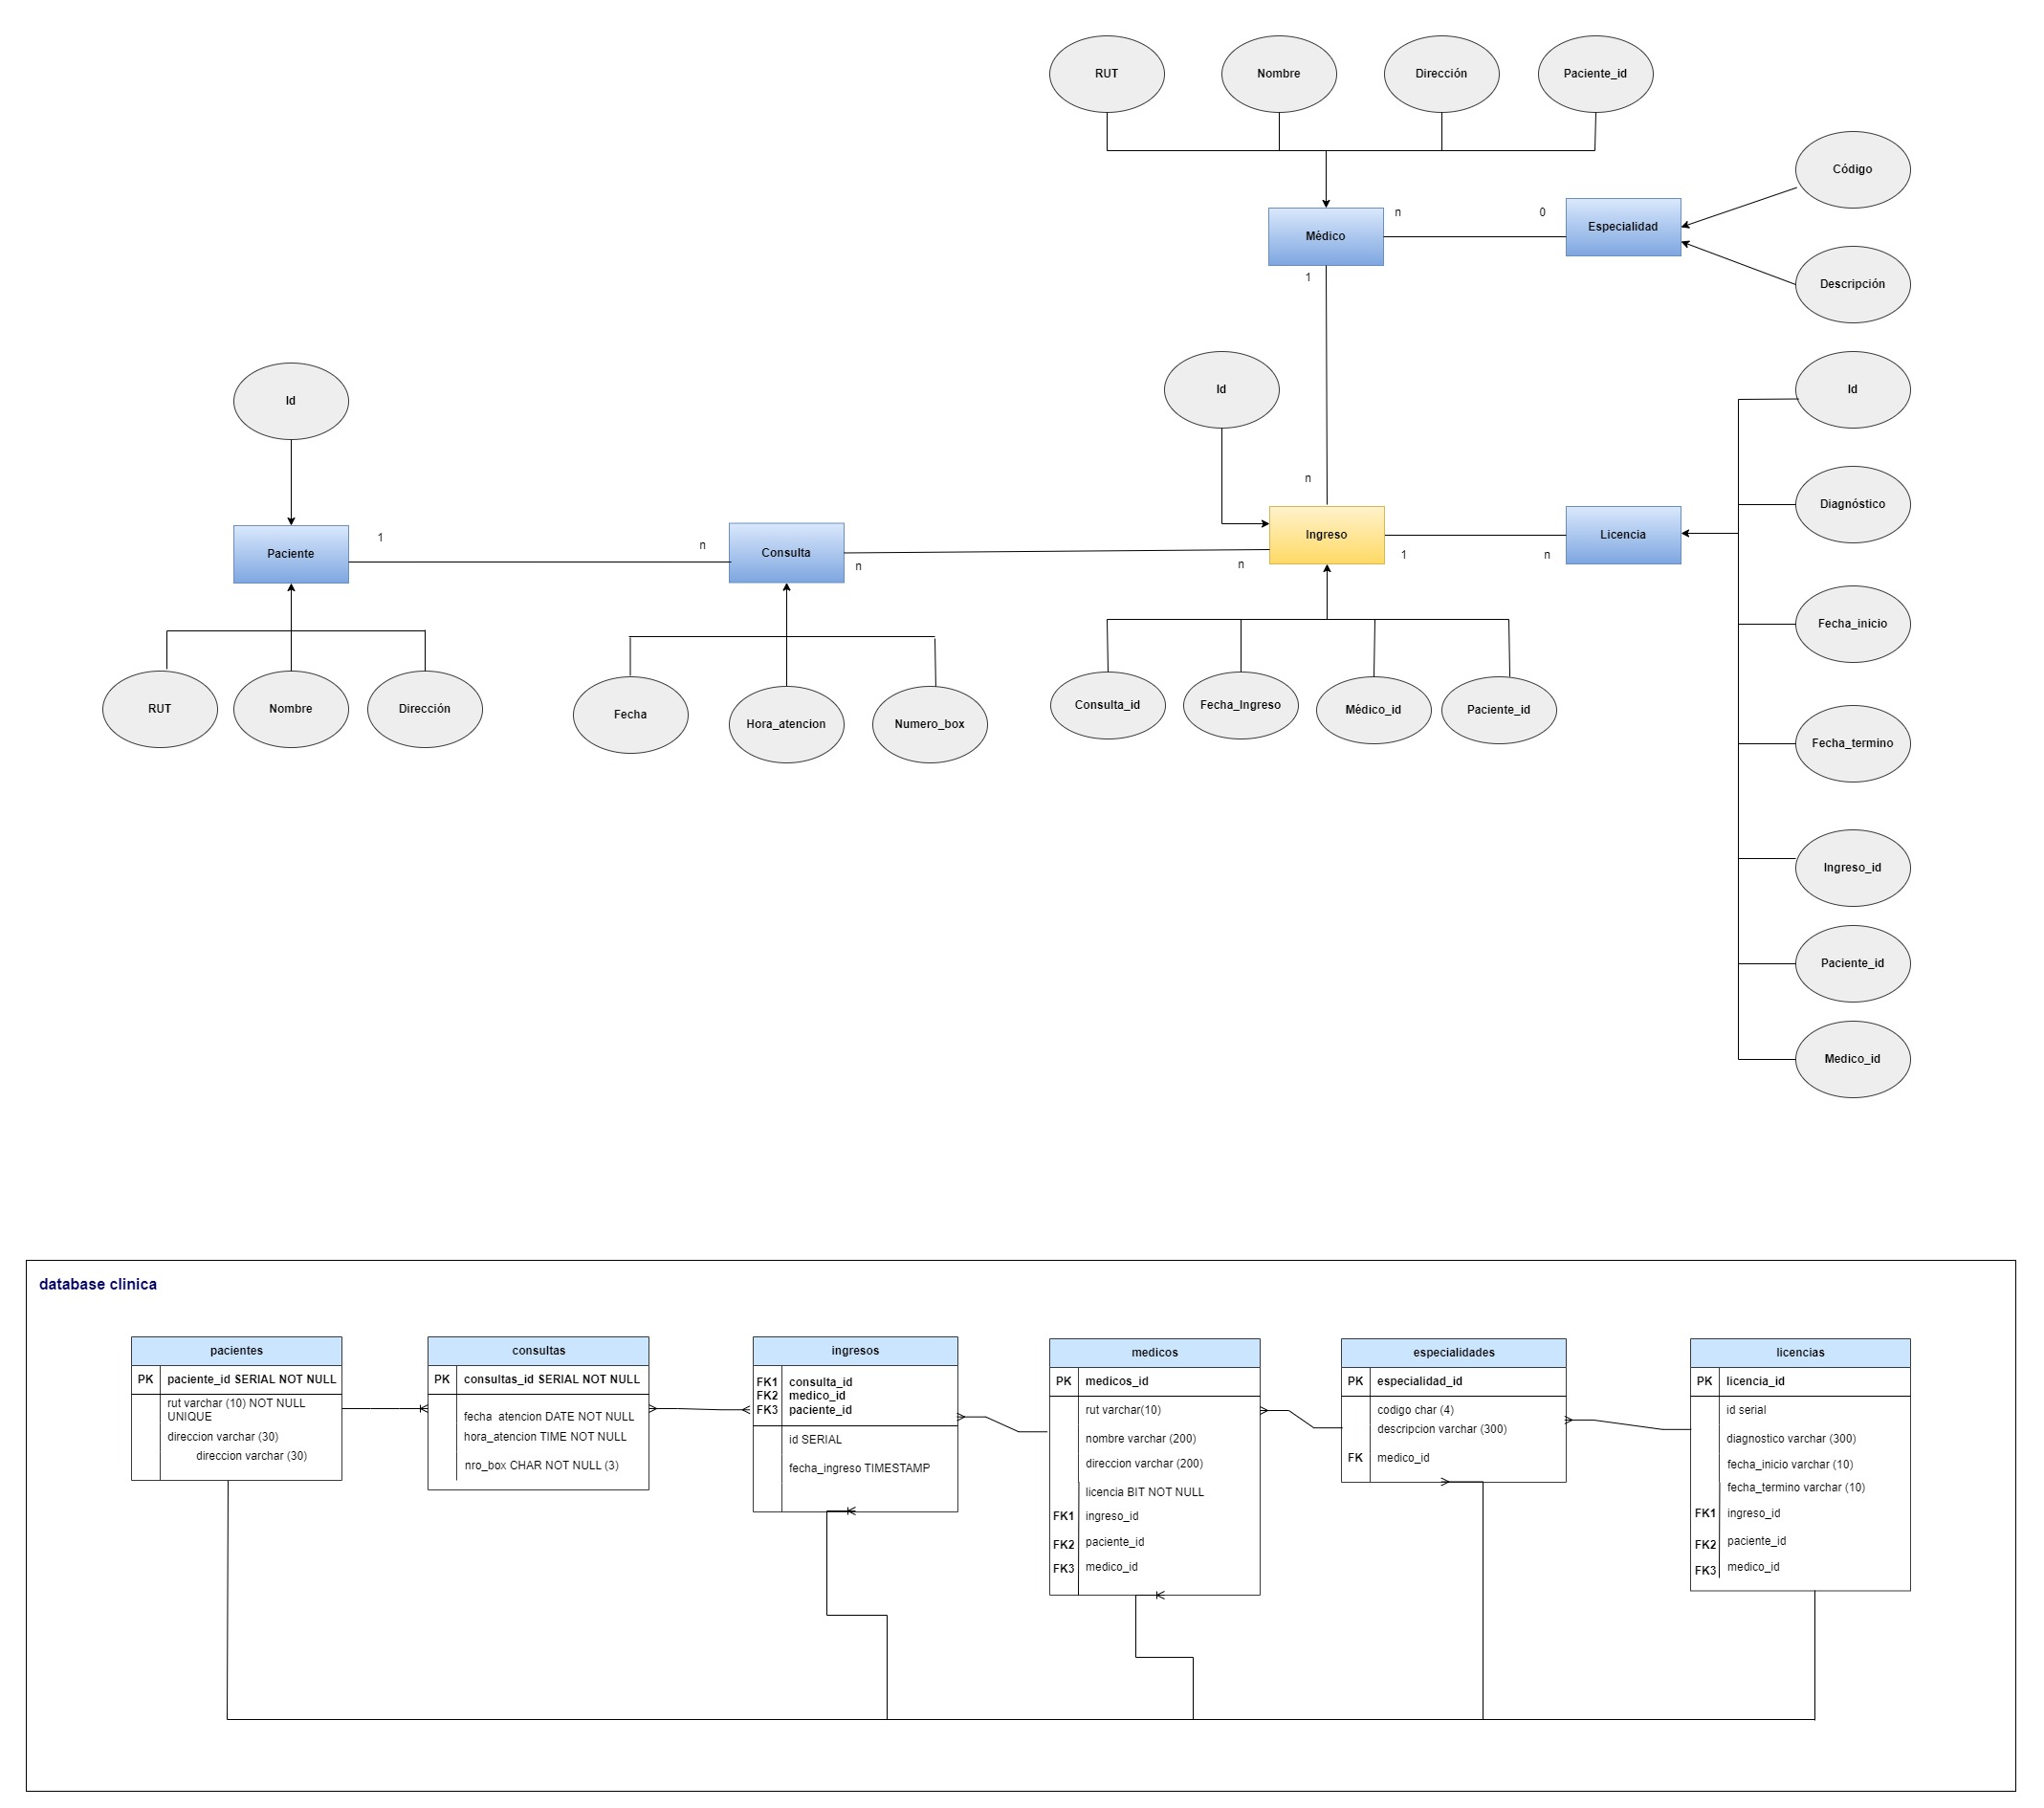 RUT
Nombre
Dirección
Paciente_id
Código
Médico
n
0
Especialidad
1
Descripción
Id
Id
Id
n
Diagnóstico
Paciente
1
n
Consulta
n
n
Ingreso
1
n
Licencia
Fecha_inicio
RUT
Nombre
Dirección
Fecha
Hora_atencion
Numero_box
Consulta_id
Fecha_Ingreso
Médico_id
Paciente_id
Fecha_termino
Ingreso_id
Paciente_id
Medico_id
database clinica
pacientes
PK paciente_id SERIAL NOT NULL
rut varchar (10) NOT NULL
UNIQUE
direccion varchar (30)
direccion varchar (30)
consultas
PK consultas_id SERIAL NOT NULL
fecha_atencion DATE NOT NULL
hora_atencion TIME NOT NULL
nro_box CHAR NOT NULL (3)
ingresos
FK1 consulta_id
FK2 medico_id
FK3 paciente_id
id SERIAL
fecha_ingreso TIMESTAMP
medicos
PK medicos_id
rut varchar(10)
nombre varchar (200)
direccion varchar (200)
licencia BIT NOT NULL
FK1 ingreso_id
FK2 paciente_id
FK3 medico_id
especialidades
PK especialidad_id
codigo char (4)
descripcion varchar (300)
FK medico_id
licencias
PK licencia_id
id serial
diagnostico varchar (300)
fecha_inicio varchar (10)
fecha_termino varchar (10)
FK1 ingreso_id
FK2 paciente_id
FK3 medico_id